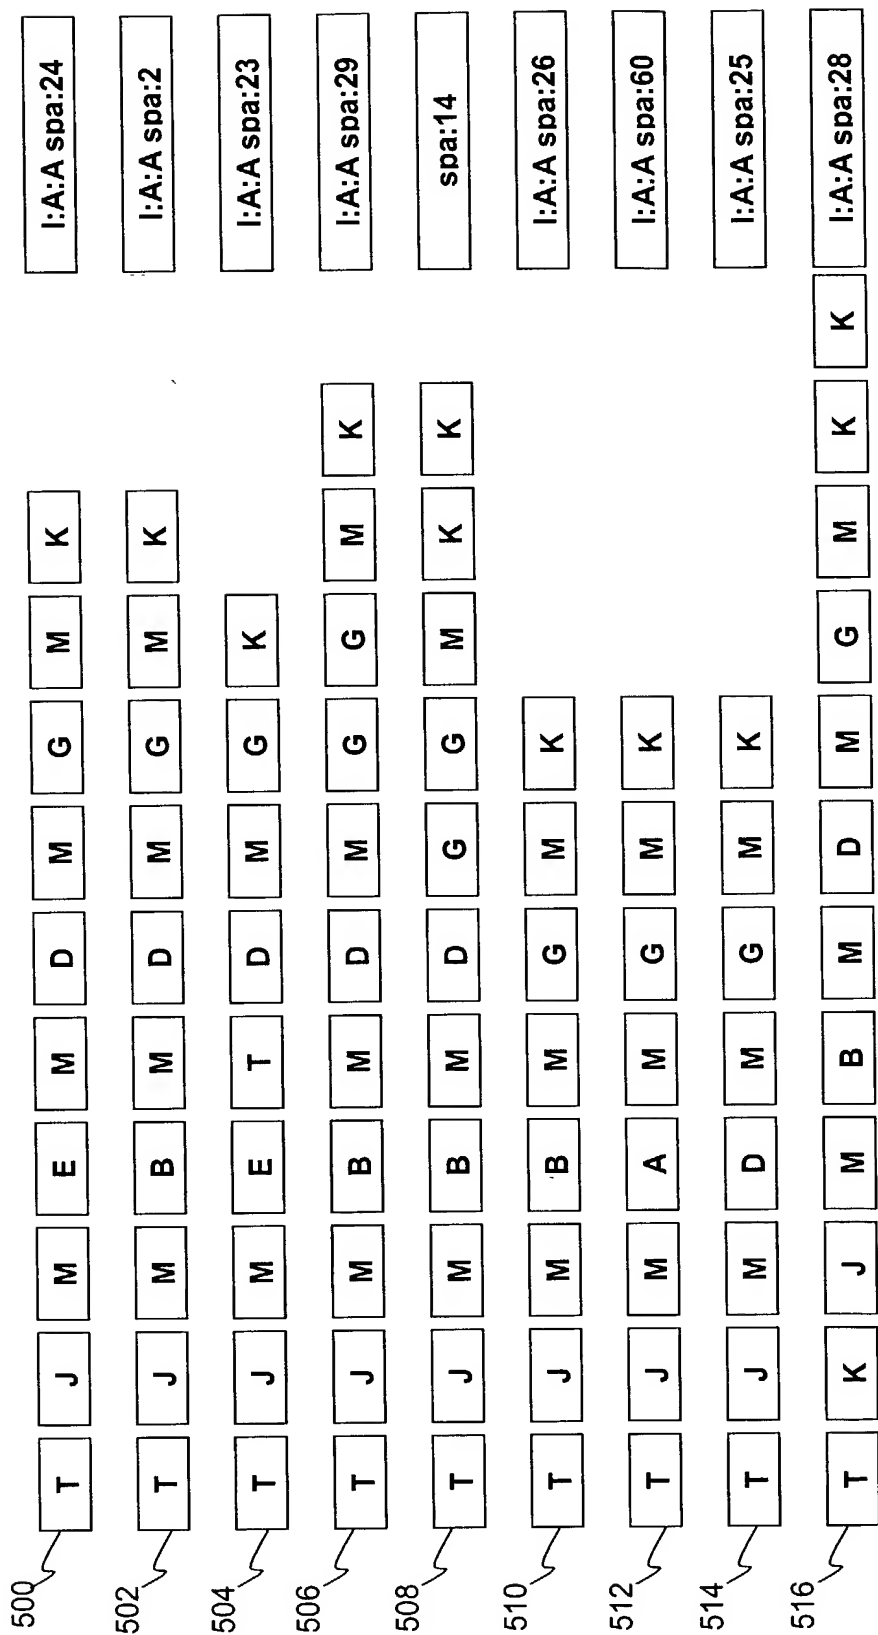 500 T J M E M D M G M K I:A:A spa:24
502 T J M B M D M G M K I:A:A spa:2
504 T J M E T D M G K I:A:A spa:23
506 T J M B M D M G G M K I:A:A spa:29
508 T J M B M D G G M K K spa:14
510 T J M B M G M K I:A:A spa:26
512 T J M A M G M K I:A:A spa:60
514 T J M D M G M K I:A:A spa:25
516 T K J M B M D M G M K K I:A:A spa:28